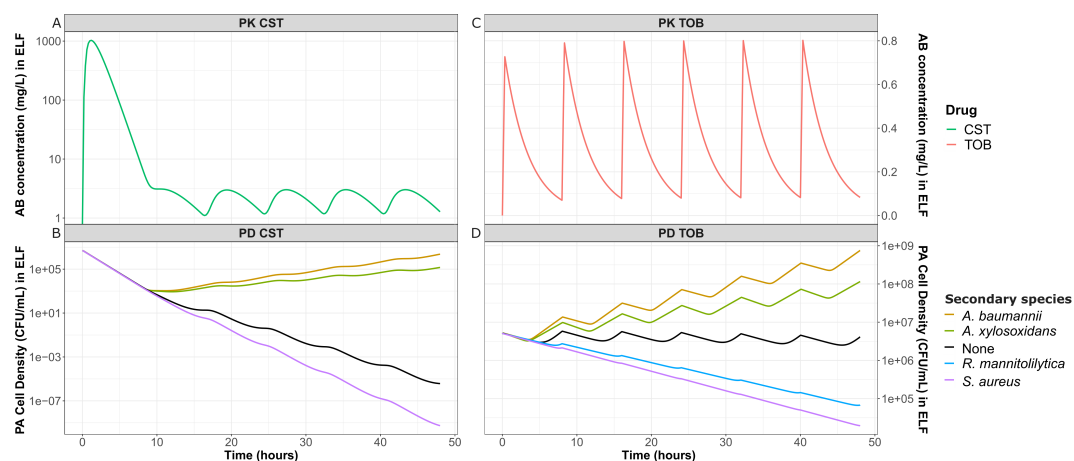 A
PK CST
AB concentration (mg/L) in ELF
1000
100
10
1
B
PD CST
PA Cell Density (CFU/mL) in ELF
1e+05
1e+01
1e−03
1e−07
0
10
20
30
40
50
Time (hours)
C
PK TOB
0.8
0.6
0.4
0.2
0.0
AB concentration (mg/L) in ELF
D
PD TOB
1e+09
1e+08
1e+07
1e+06
1e+05
PA Cell Density (CFU/mL) in ELF
0
10
20
30
40
50
Time (hours)
Drug
CST
TOB
Secondary species
A. baumannii
A. xylosoxidans
None
R. mannitolilytica
S. aureus